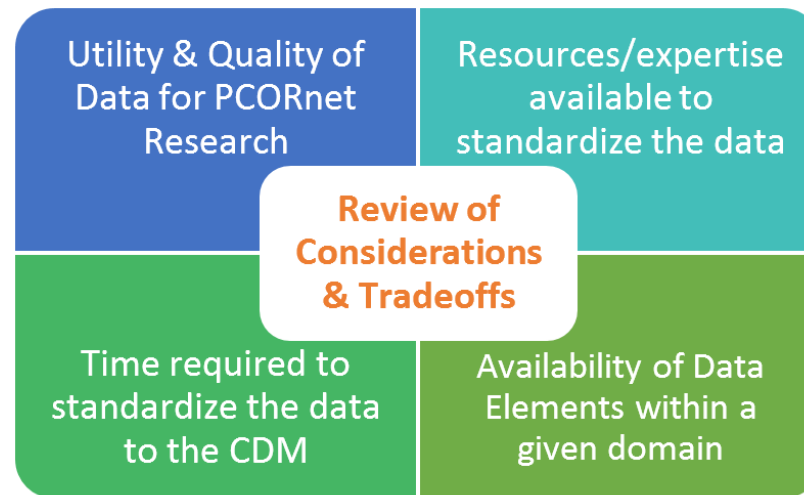 Utility & Quality of
Data for PCORnet
Research
Resources/expertise
available to
standardize the data
Review of
Considerations
& Tradeoffs
Time required to
standardize the data
to the CDM
Availability of Data
Elements within a
given domain